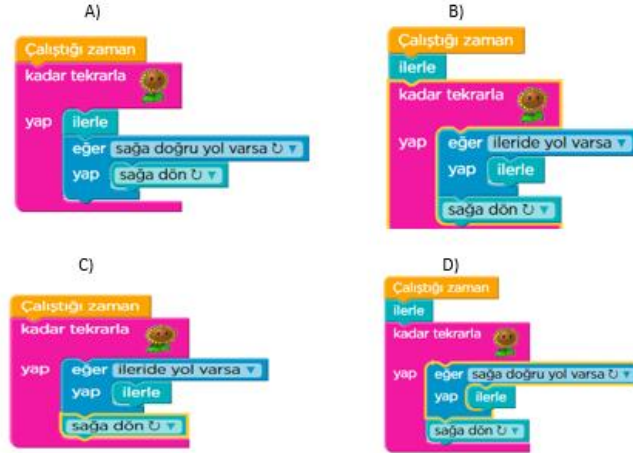 A)
Çalıştığı zaman
kadar tekrarla
yap ilerle
eğer sağa doğru yol varsa ↻ ▼
yap sağa dön ↻ ▼
B)
Çalıştığı zaman
ilerle
kadar tekrarla
yap eğer ileride yol varsa ▼
yap ilerle
sağa dön ↻ ▼
C)
Çalıştığı zaman
kadar tekrarla
yap eğer ileride yol varsa ▼
yap ilerle
sağa dön ↻ ▼
D)
Çalıştığı zaman
ilerle
kadar tekrarla
yap eğer sağa doğru yol varsa ↻ ▼
yap ilerle
sağa dön ↻ ▼